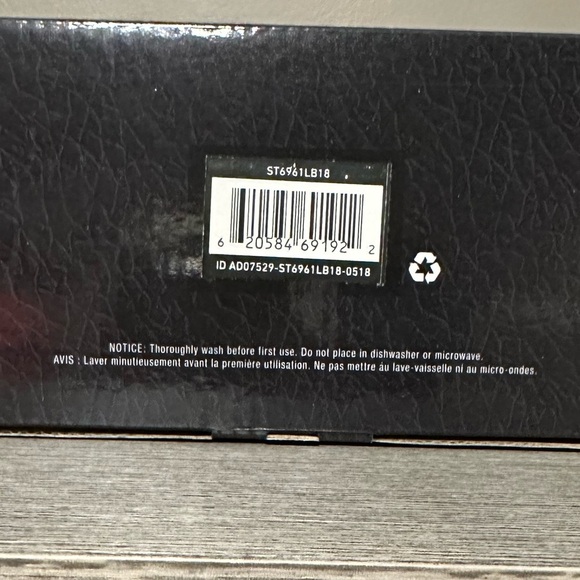 ST6961LB18
6 20584 69192 2
ID AD07529-ST6961LB18-0518
NOTICE: Thoroughly wash before first use. Do not place in dishwasher or microwave.
AVIS : Laver minutieusement avant la première utilisation. Ne pas mettre áu lave-vaisselle ni au micro-ondes.